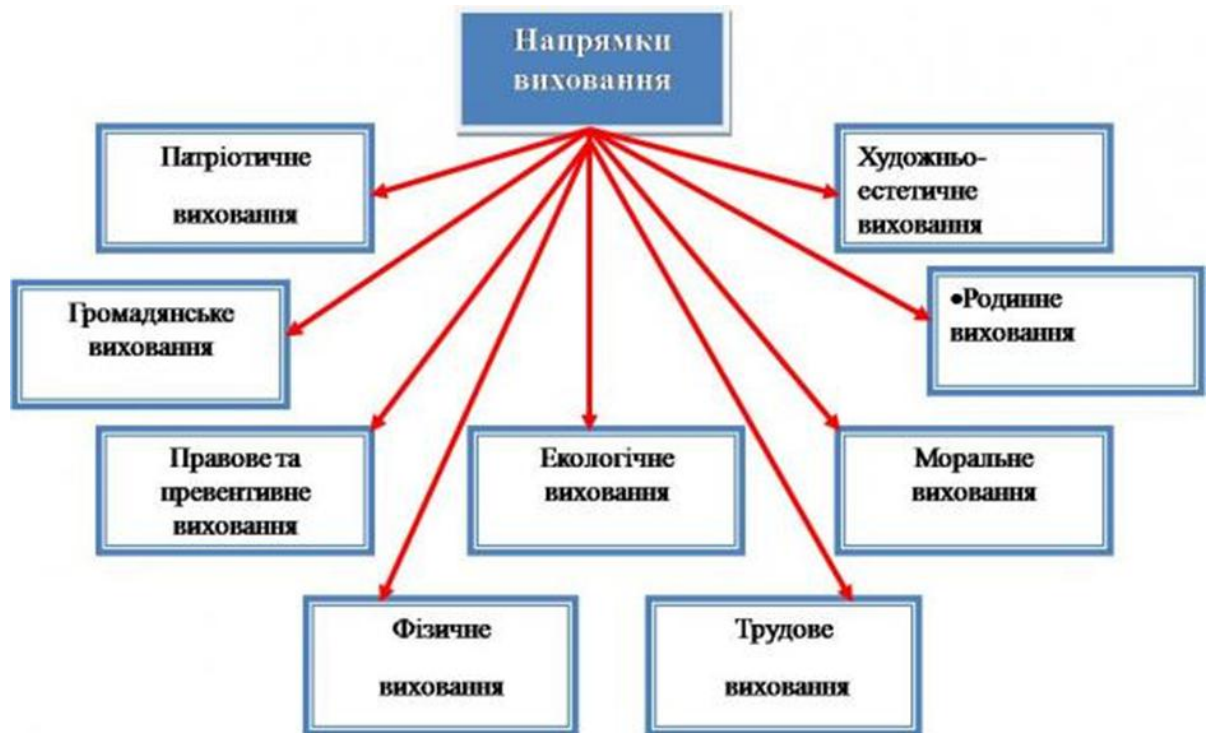 Напрямки
виховання
Патріотичне
виховання
Художньо-
естетичне
виховання
Громадянське
виховання
•Родинне
виховання
Правове та
превентивне
виховання
Екологічне
виховання
Моральне
виховання
Фізичне
виховання
Трудове
виховання